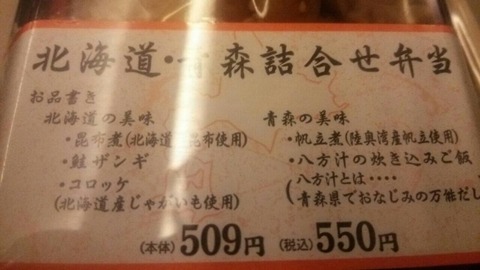 北海道・青森詰合せ弁当
お品書き
北海道の美味
・昆布煮(北海道 昆布使用)
・鮭ザンギ
・コロッケ
(北海道産じゃがいも使用)
青森の美味
・帆立煮(陸奥湾産帆立使用)
・八方汁の炊き込みご飯
(八方汁とは‥‥
青森県でおなじみの万能だし
(本体)509円 (税込)550円